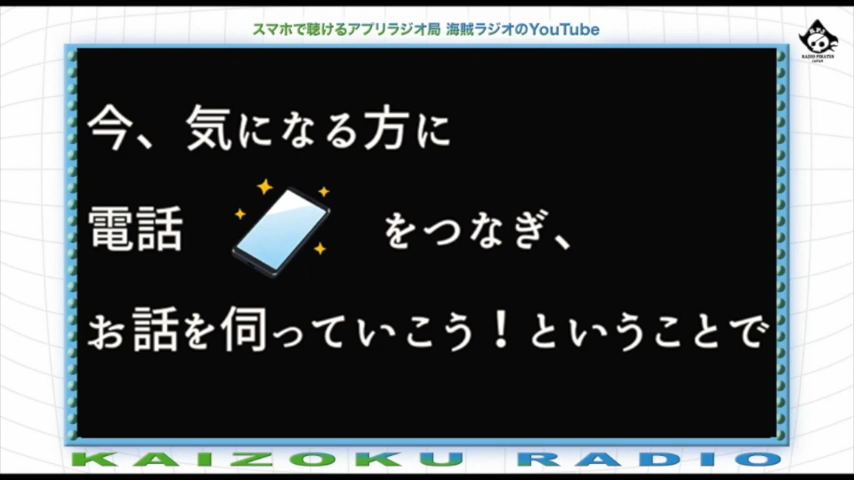 スマホで聴けるアプリラジオ局 海賊ラジオのYouTube
RADIO PIRATES
JAPAN
今、気になる方に
電話 をつなぎ、
お話を伺っていこう！ということで
KAIZOKU RADIO